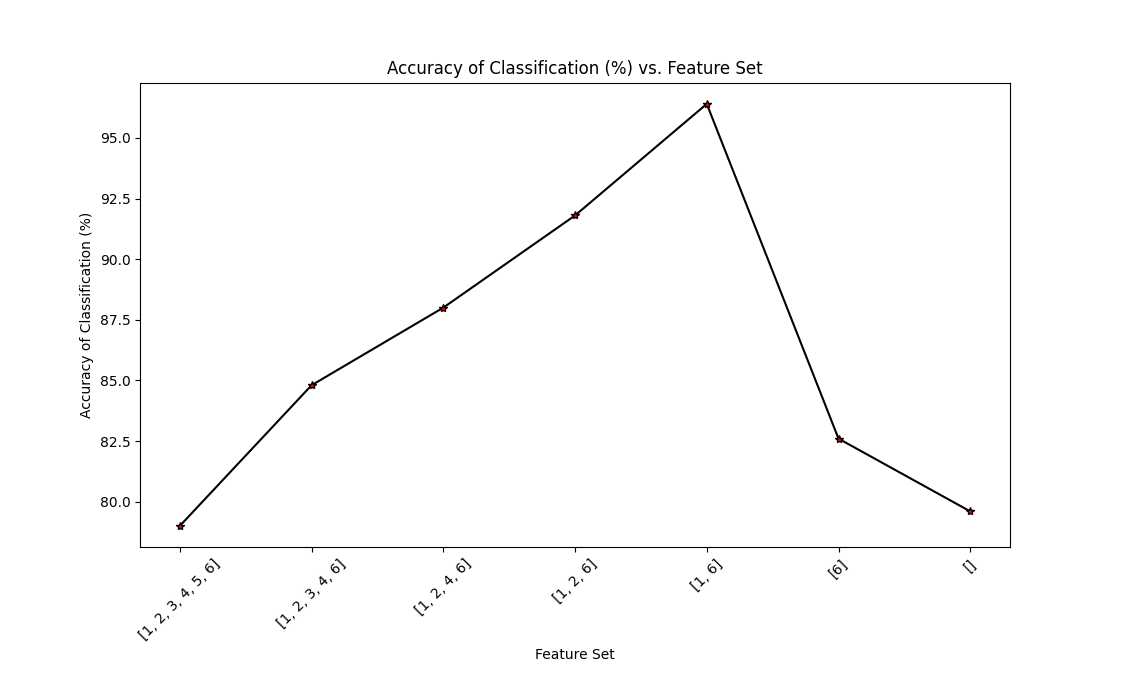 Accuracy of Classification (%) vs. Feature Set
Accuracy of Classification (%)
95.0
92.5
90.0
87.5
85.0
82.5
80.0
[1, 2, 3, 4, 5, 6]
[1, 2, 3, 4, 6]
[1, 2, 4, 6]
[1, 2, 6]
[1, 6]
[6]
[]
Feature Set